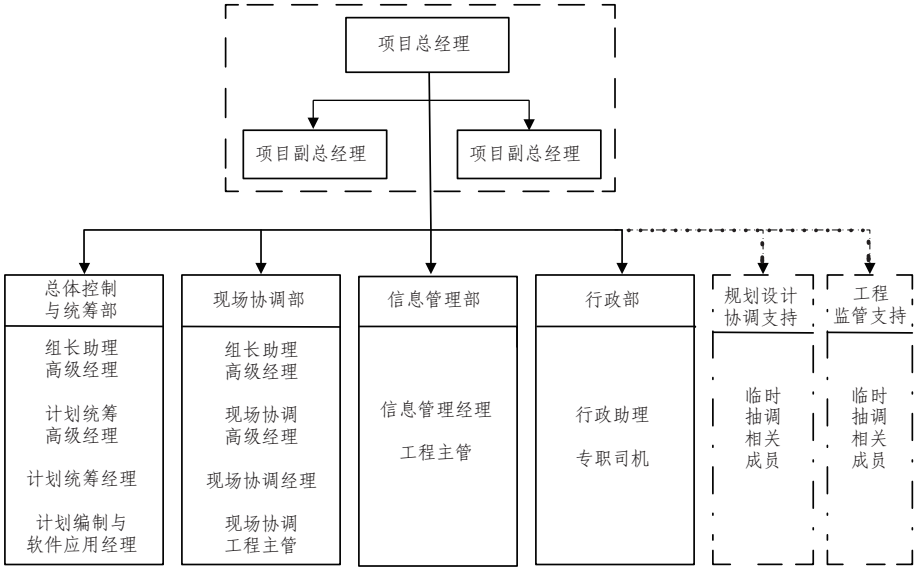 项目总经理
项目副总经理
项目副总经理
总体控制
与统筹部
组长助理
高级经理
计划统筹
高级经理
计划统筹经理
计划编制与
软件应用经理
现场协调部
组长助理
高级经理
现场协调
高级经理
现场协调经理
现场协调
工程主管
信息管理部
信息管理经理
工程主管
行政部
行政助理
专职司机
规划设计
协调支持
临时
抽调
相关
成员
工程
监管支持
临时
抽调
相关
成员